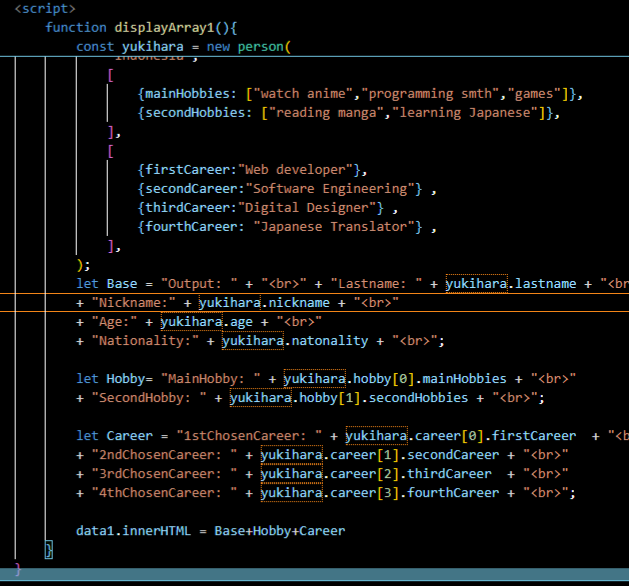 <script>
function displayArray1(){
const yukihara = new person(
"Indonesia",
[
{mainHobbies: ["watch anime","programming smth","games"]},
{secondHobbies: ["reading manga","learning Japanese"]},
],
[
{firstCareer:"Web developer"},
{secondCareer:"Software Engineering"} ,
{thirdCareer:"Digital Designer"} ,
{fourthCareer: "Japanese Translator"} ,
],
);
let Base = "Output: " + "<br>" + "Lastname: " + yukihara.lastname + "<br
+ "Nickname:" + yukihara.nickname + "<br>"
+ "Age:" + yukihara.age + "<br>"
+ "Nationality:" + yukihara.natonality + "<br>";
let Hobby= "MainHobby: " + yukihara.hobby[0].mainHobbies + "<br>"
+ "SecondHobby: " + yukihara.hobby[1].secondHobbies + "<br>";
let Career = "1stChosenCareer: " + yukihara.career[0].firstCareer  + "<b
+ "2ndChosenCareer: " + yukihara.career[1].secondCareer + "<br>"
+ "3rdChosenCareer: " + yukihara.career[2].thirdCareer  + "<br>"
+ "4thChosenCareer: " + yukihara.career[3].fourthCareer + "<br>";
data1.innerHTML = Base+Hobby+Career
}
}